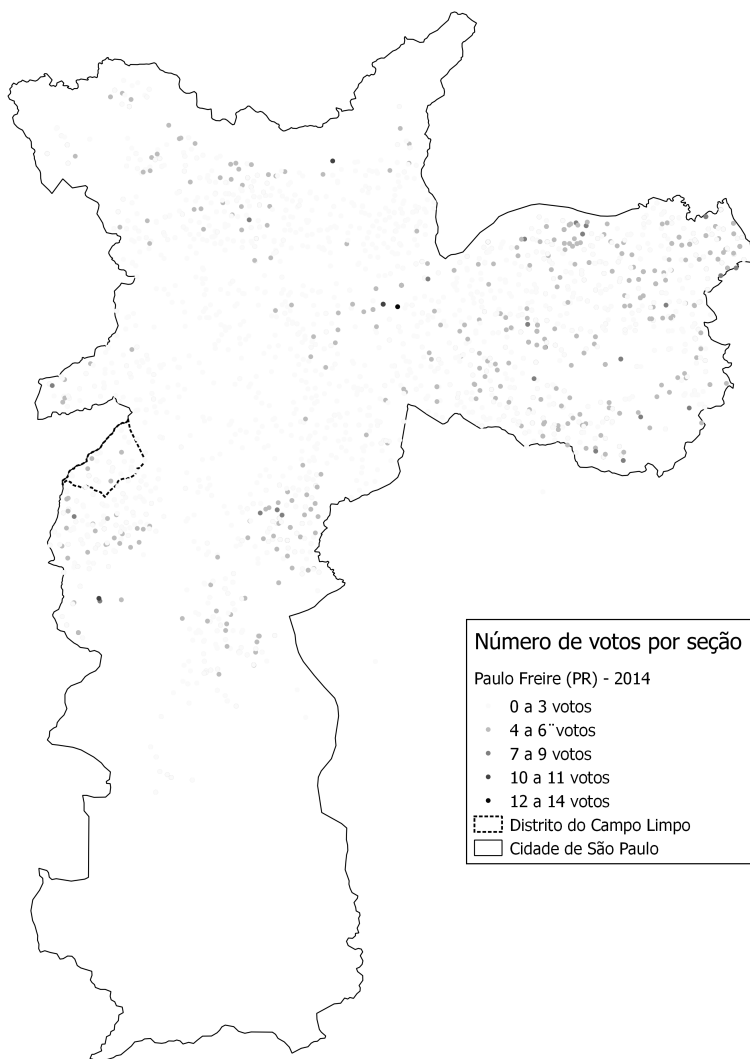 Número de votos por seção
Paulo Freire (PR) - 2014
0 a 3 votos
4 a 6¨votos
7 a 9 votos
10 a 11 votos
12 a 14 votos
Distrito do Campo Limpo
Cidade de São Paulo